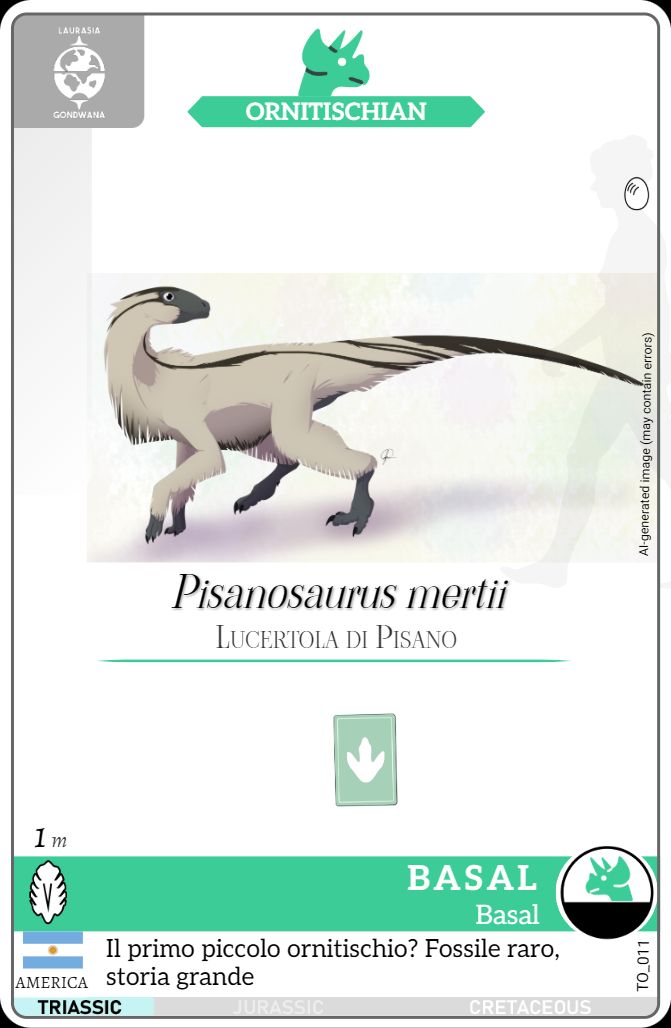 LAURASIA
GONDWANA
ORNITISCHIAN
AI-generated image (may contain errors)
Pisanosaurus mertii
Lucertola di Pisano
1 m
BASAL
Basal
Il primo piccolo ornitischio? Fossile raro,
storia grande
AMERICA
TO_011
TRIASSIC
JURASSIC
CRETACEOUS